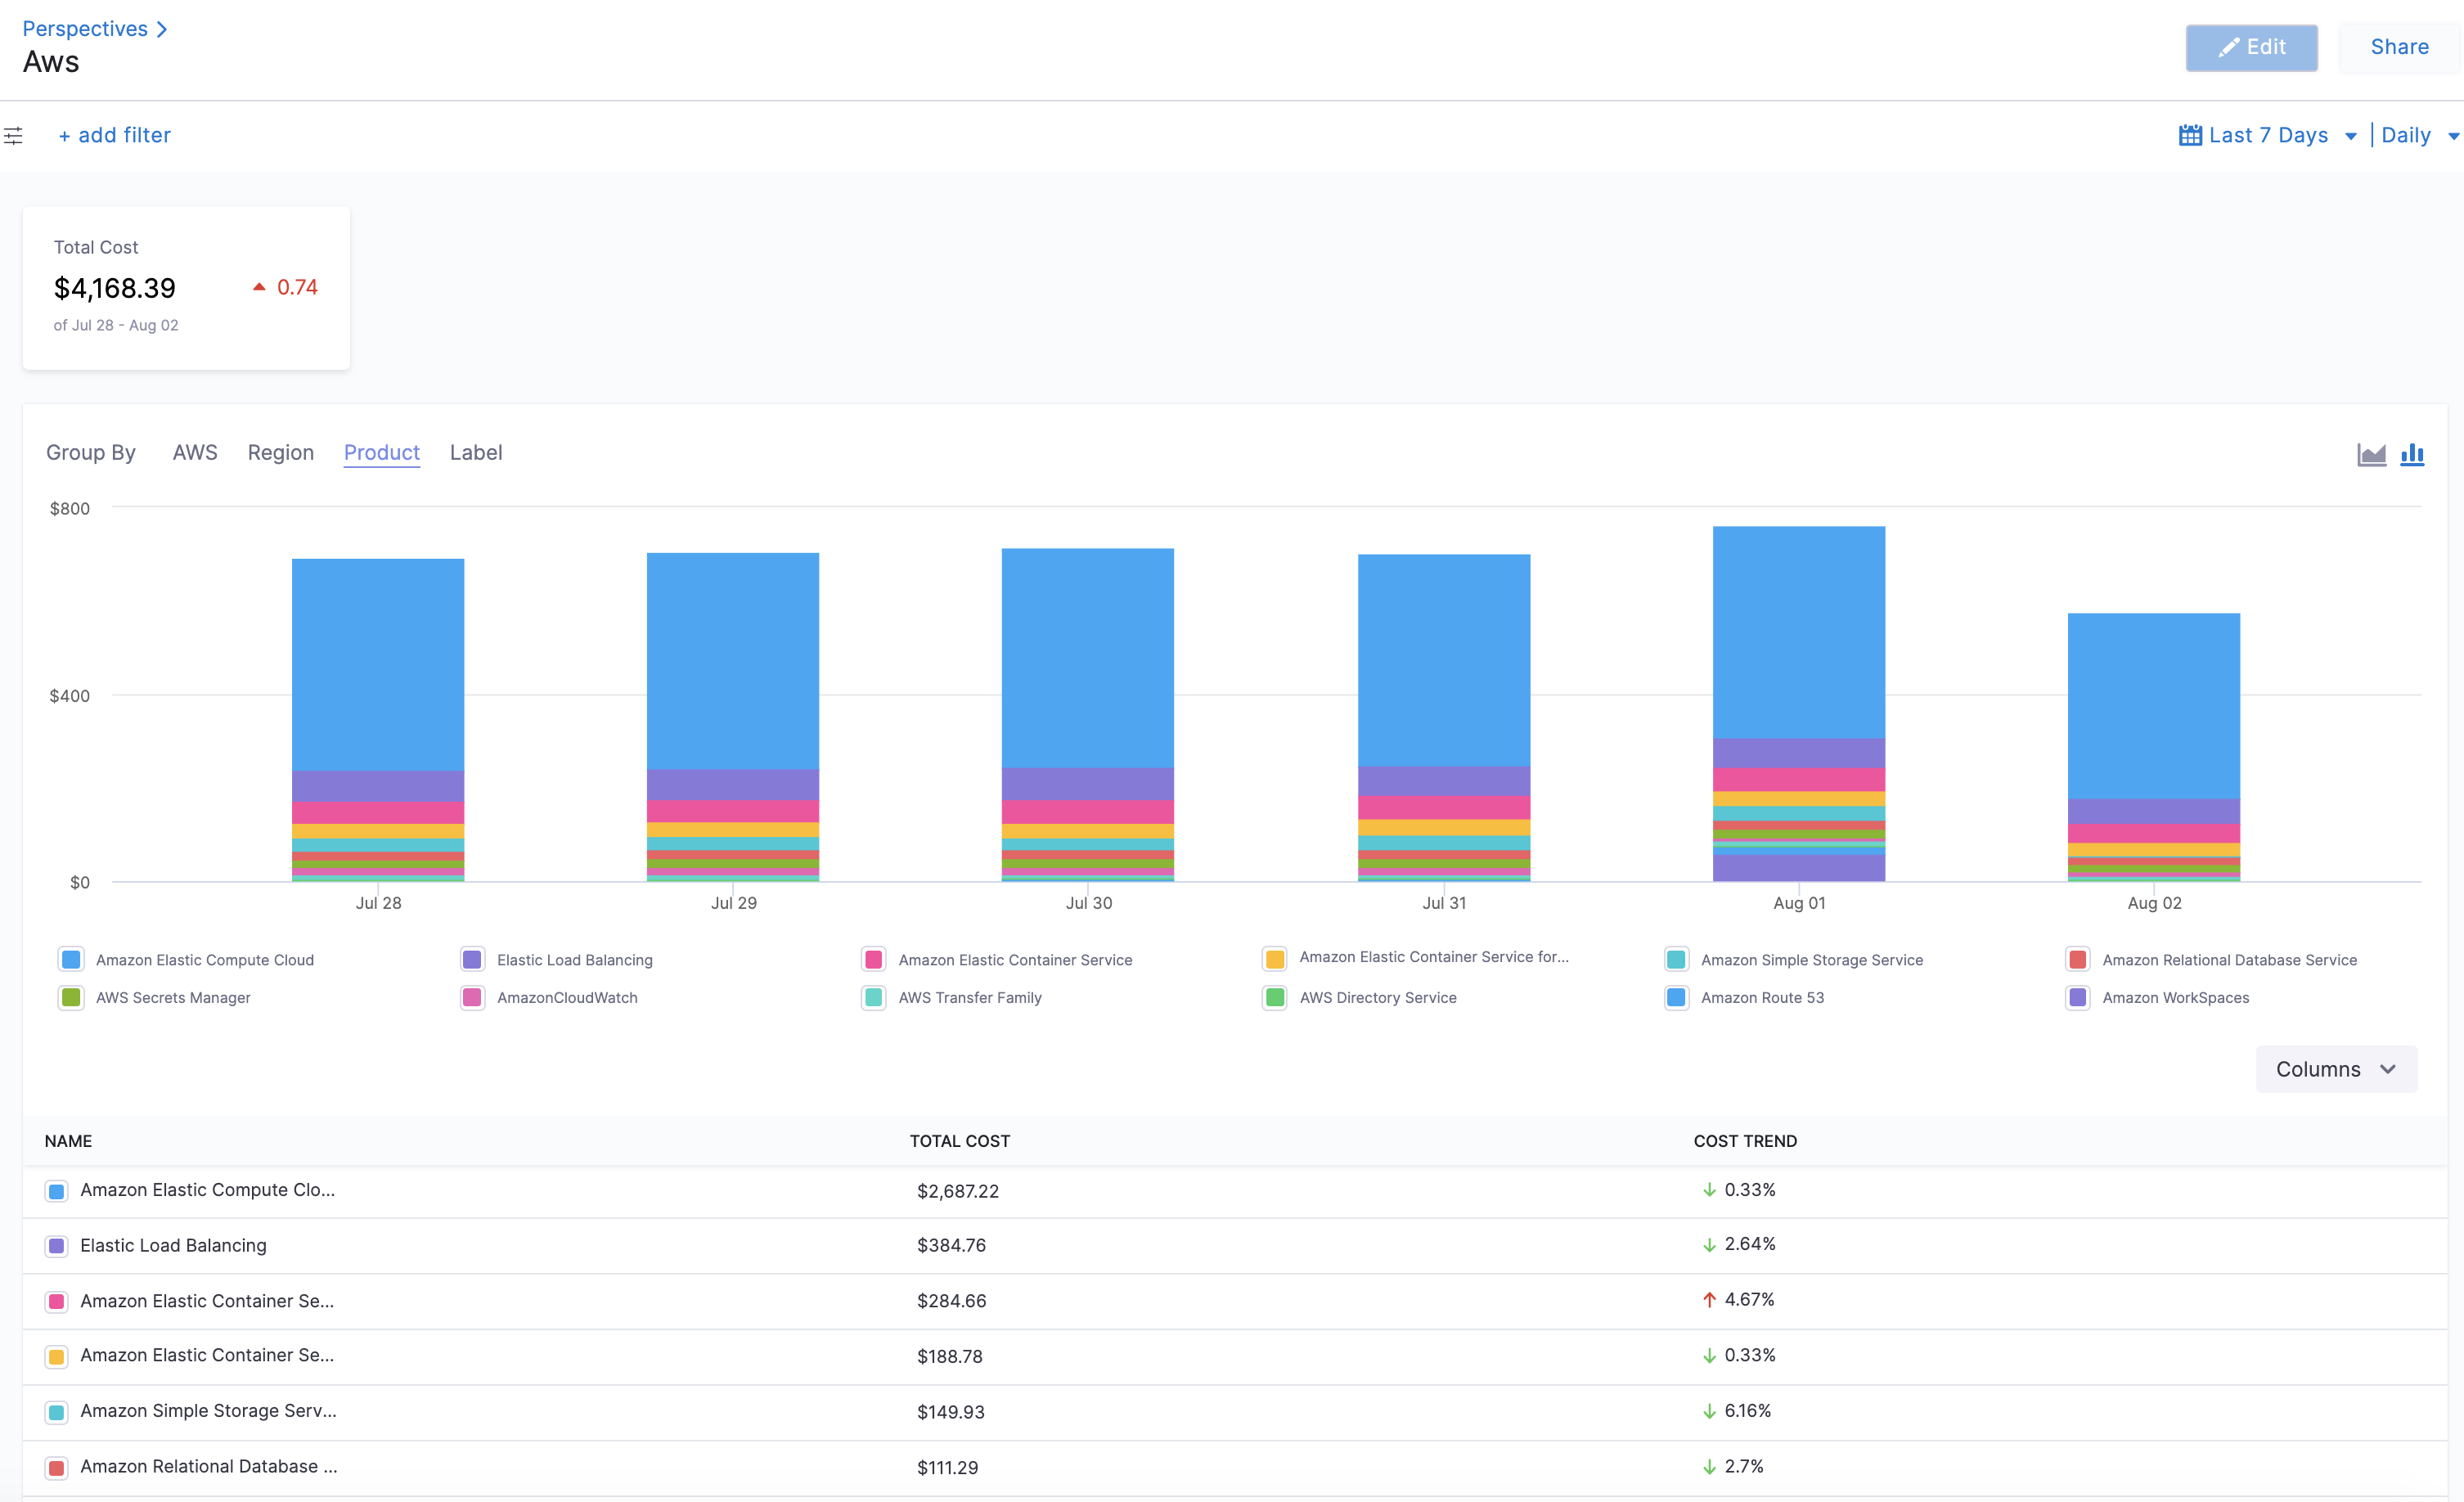 Perspectives
Aws
Edit
Share
+ add filter
Last 7 Days
Daily
Total Cost
$4,168.39
0.74
of Jul 28 - Aug 02
Group By AWS Region Product Label
$800
$400
$0
Jul 28 Jul 29 Jul 30 Jul 31 Aug 01 Aug 02
Amazon Elastic Compute Cloud Elastic Load Balancing Amazon Elastic Container Service Amazon Elastic Container Service for... Amazon Simple Storage Service Amazon Relational Database Service
AWS Secrets Manager AmazonCloudWatch AWS Transfer Family AWS Directory Service Amazon Route 53 Amazon WorkSpaces
Columns
NAME TOTAL COST COST TREND
Amazon Elastic Compute Clo... $2,687.22 0.33%
Elastic Load Balancing $384.76 2.64%
Amazon Elastic Container Se... $284.66 4.67%
Amazon Elastic Container Se... $188.78 0.33%
Amazon Simple Storage Serv... $149.93 6.16%
Amazon Relational Database ... $111.29 2.7%